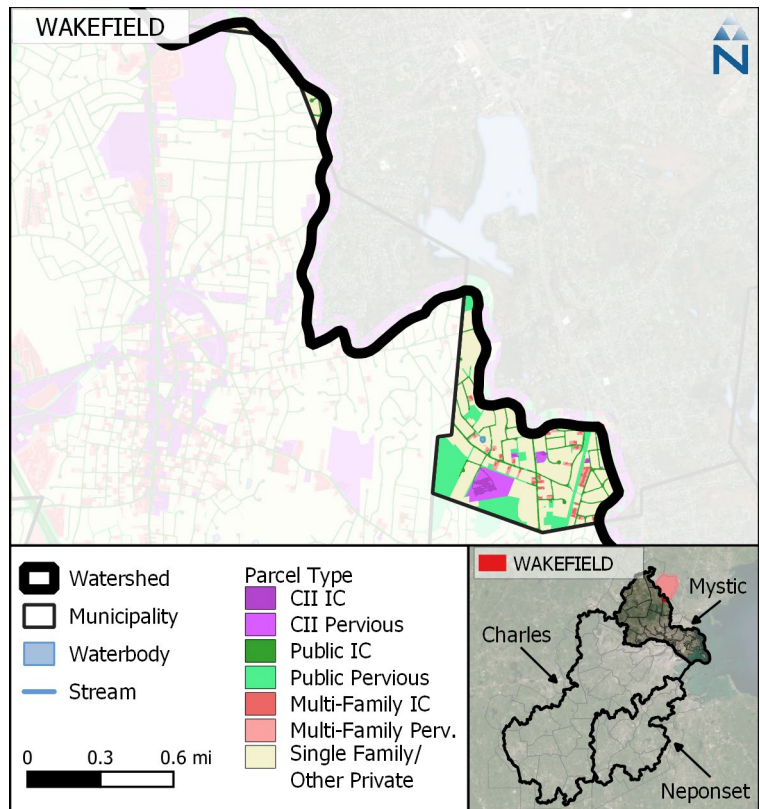 WAKEFIELD
N
Watershed
Municipality
Waterbody
Stream
0 0.3 0.6 mi
Parcel Type
CII IC
CII Pervious
Public IC
Public Pervious
Multi-Family IC
Multi-Family Perv.
Single Family/
Other Private
WAKEFIELD
Mystic
Charles
Neponset